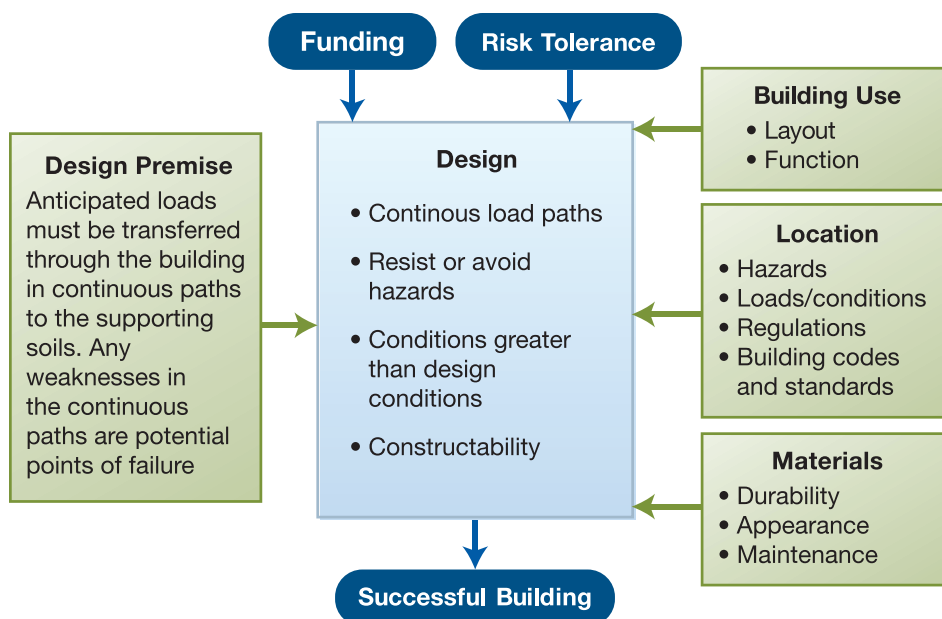 Funding
Risk Tolerance
Design Premise
Anticipated loads
must be transferred
through the building
in continuous paths
to the supporting
soils. Any
weaknesses in
the continuous
paths are potential
points of failure
Design
• Continous load paths
• Resist or avoid
hazards
• Conditions greater
than design
conditions
• Constructability
Building Use
• Layout
• Function
Location
• Hazards
• Loads/conditions
• Regulations
• Building codes
and standards
Materials
• Durability
• Appearance
• Maintenance
Successful Building